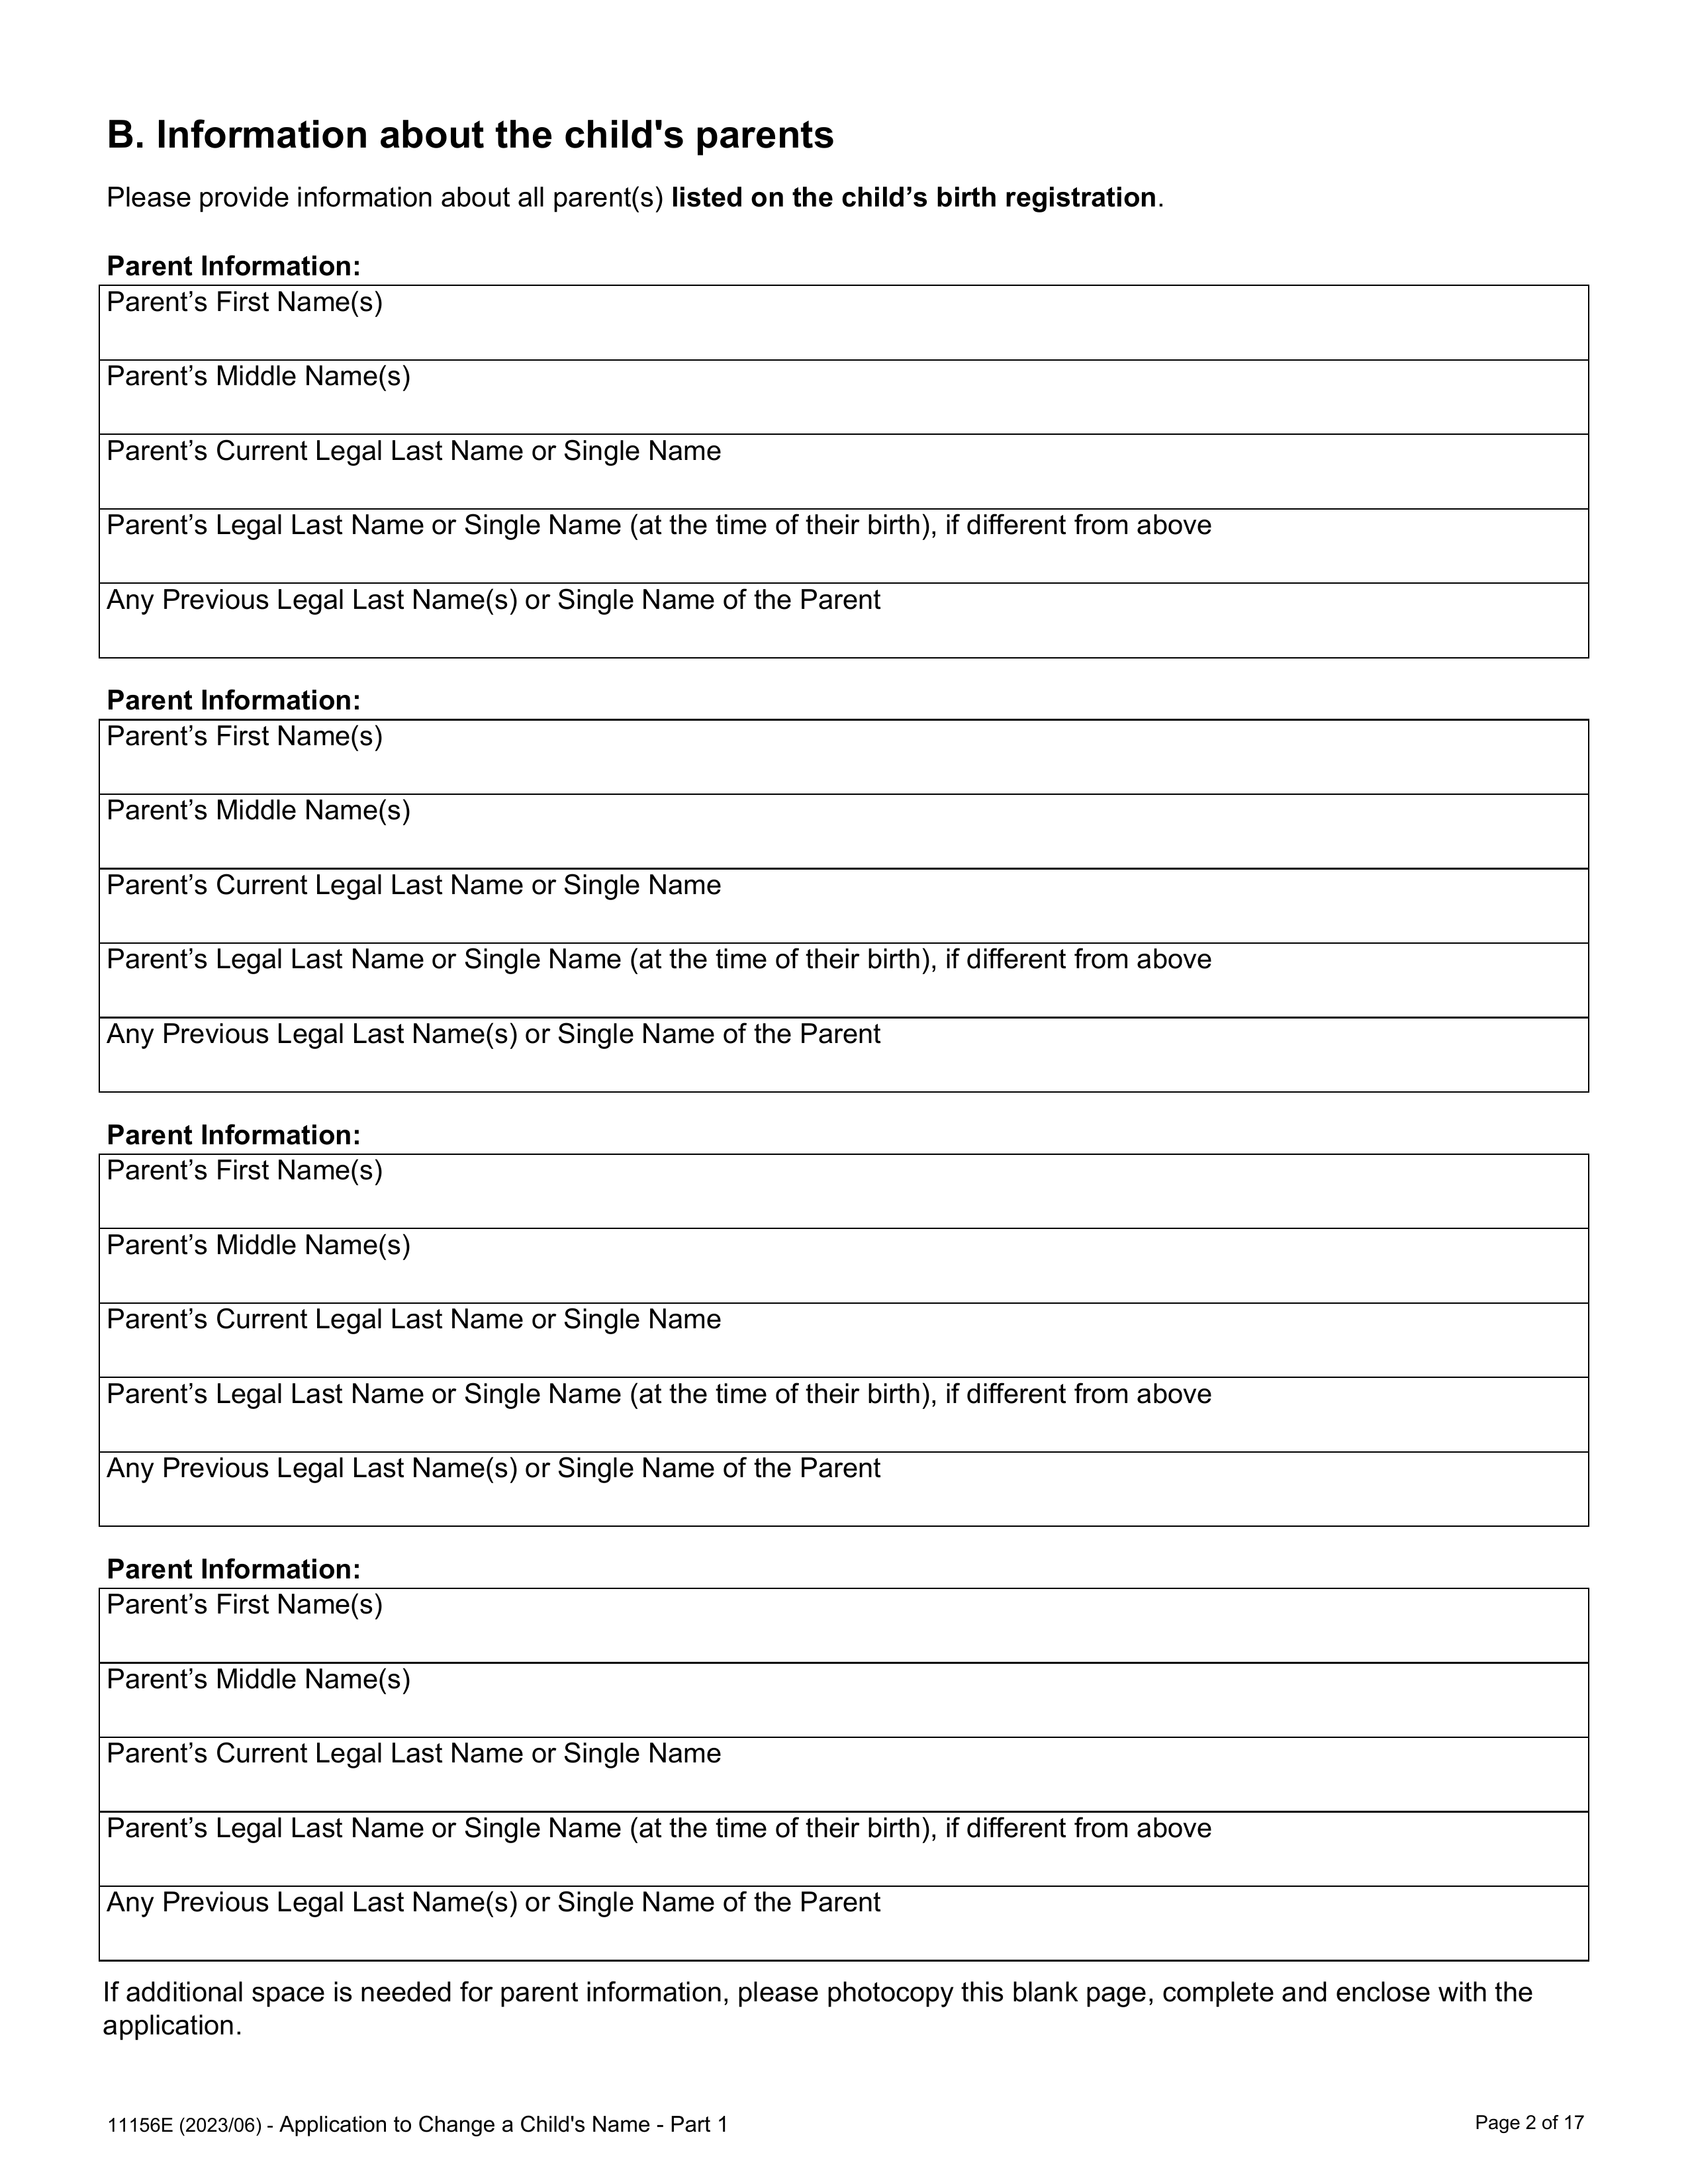 B. Information about the child's parents
Please provide information about all parent(s) listed on the child’s birth registration.
Parent Information:
Parent’s First Name(s)
Parent’s Middle Name(s)
Parent’s Current Legal Last Name or Single Name
Parent’s Legal Last Name or Single Name (at the time of their birth), if different from above
Any Previous Legal Last Name(s) or Single Name of the Parent
Parent Information:
Parent’s First Name(s)
Parent’s Middle Name(s)
Parent’s Current Legal Last Name or Single Name
Parent’s Legal Last Name or Single Name (at the time of their birth), if different from above
Any Previous Legal Last Name(s) or Single Name of the Parent
Parent Information:
Parent’s First Name(s)
Parent’s Middle Name(s)
Parent’s Current Legal Last Name or Single Name
Parent’s Legal Last Name or Single Name (at the time of their birth), if different from above
Any Previous Legal Last Name(s) or Single Name of the Parent
Parent Information:
Parent’s First Name(s)
Parent’s Middle Name(s)
Parent’s Current Legal Last Name or Single Name
Parent’s Legal Last Name or Single Name (at the time of their birth), if different from above
Any Previous Legal Last Name(s) or Single Name of the Parent
If additional space is needed for parent information, please photocopy this blank page, complete and enclose with the
application.
11156E (2023/06) - Application to Change a Child's Name - Part 1
Page 2 of 17